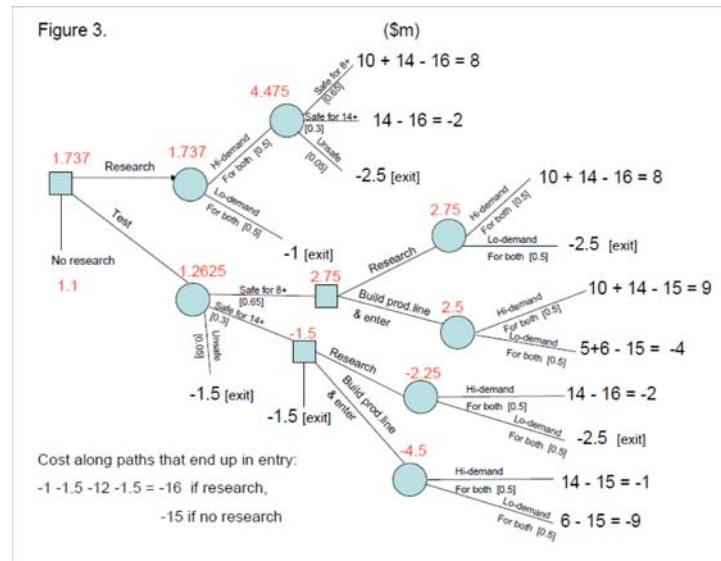 Figure 3.
($m)
10 + 14 - 16 = 8
Safe for 8+
[0.65]
4.475
Safe for 14+
[0.3]
14 - 16 = -2
Unsafe
[0.05]
-2.5 [exit]
1.737
Research
1.737
Hi-demand
For both [0.5]
Lo-demand
For both [0.5]
-1 [exit]
Test
No research
1.1
10 + 14 - 16 = 8
2.75
Hi-demand
For both [0.5]
Lo-demand
For both [0.5]
-2.5 [exit]
Research
1.2625
Safe for 8+
[0.65]
2.75
Build prod.line
& enter
2.5
10 + 14 - 15 = 9
Hi-demand
For both [0.5]
Lo-demand
For both [0.5]
5+6 - 15 = -4
Safe for 14+
[0.3]
Unsafe
[0.05]
-1.5 [exit]
-1.5
Research
-1.5 [exit]
Build prod.line
& enter
-2.25
Hi-demand
For both [0.5]
14 - 16 = -2
Lo-demand
For both [0.5]
-2.5 [exit]
-4.5
Hi-demand
For both [0.5]
14 - 15 = -1
Lo-demand
For both [0.5]
6 - 15 = -9
Cost along paths that end up in entry:
-1 -1.5 -12 -1.5 = -16 if research,
-15 if no research